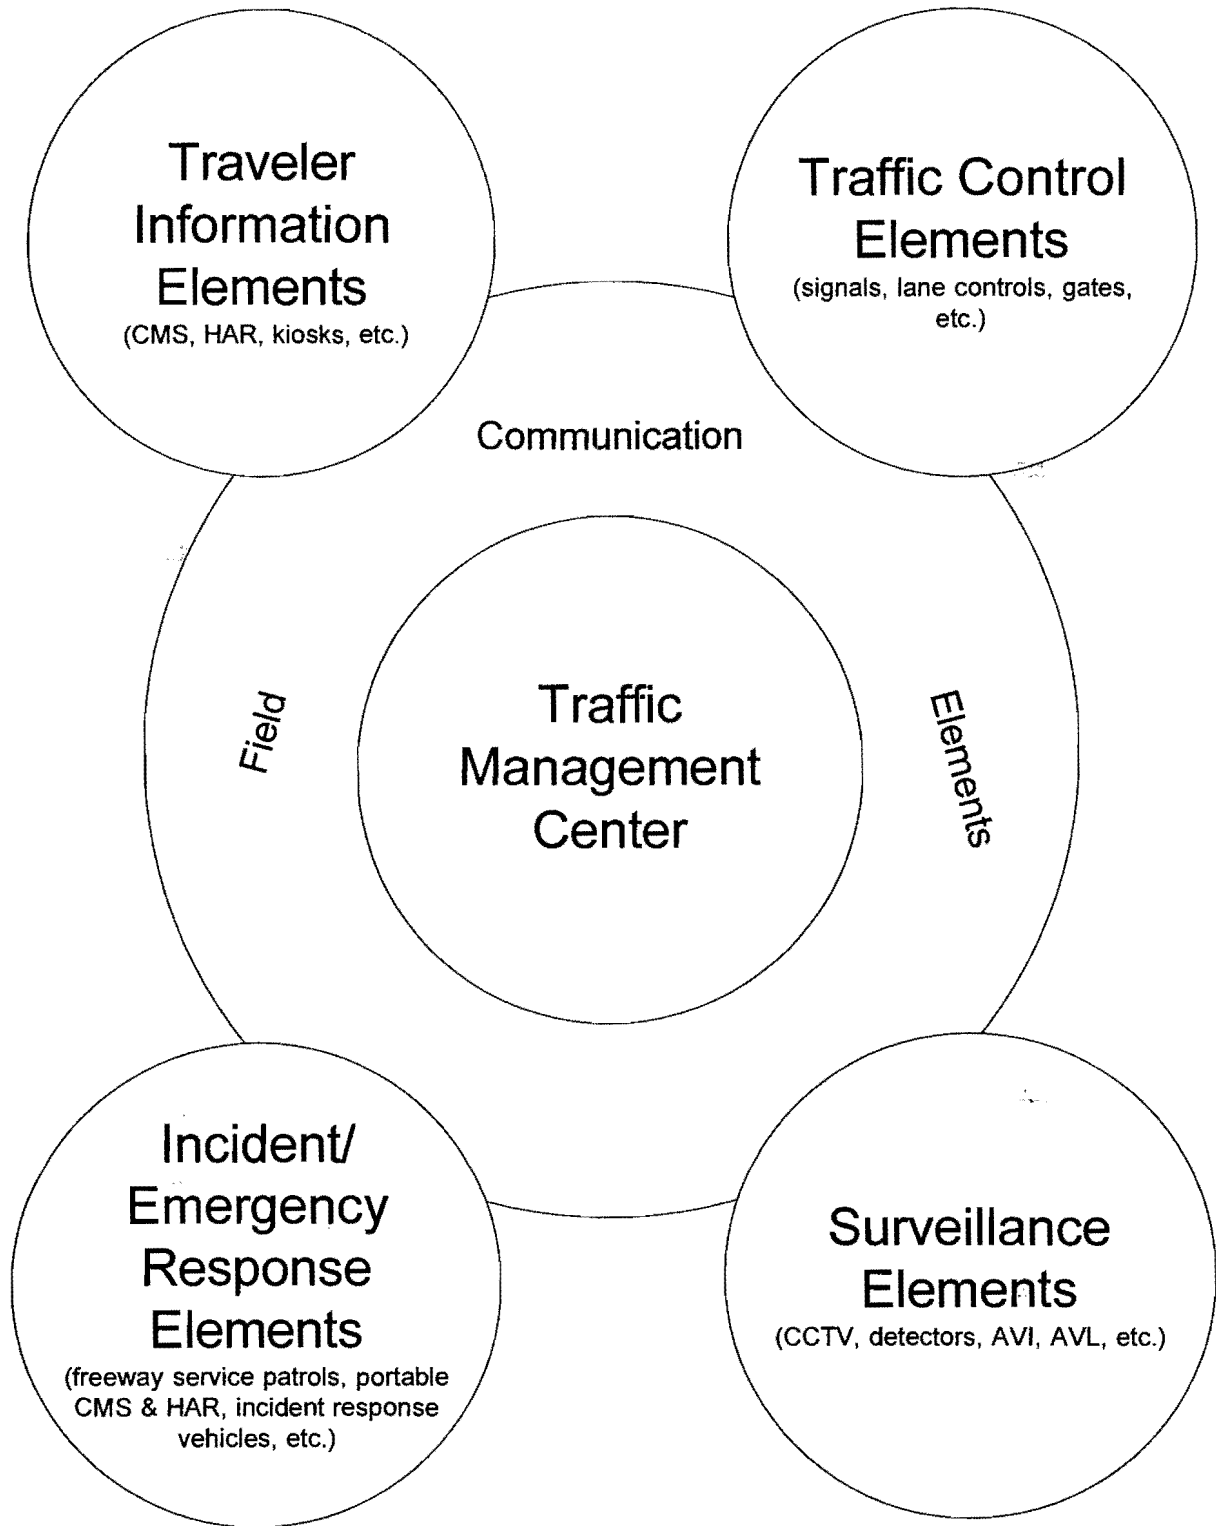 Traveler
Information
Elements
(CMS, HAR, kiosks, etc.)
Traffic Control
Elements
(signals, lane controls, gates,
etc.)
Communication
Field
Traffic
Management
Center
Elements
Incident/
Emergency
Response
Elements
(freeway service patrols, portable
CMS & HAR, incident response
vehicles, etc.)
Surveillance
Elements
(CCTV, detectors, AVI, AVL, etc.)